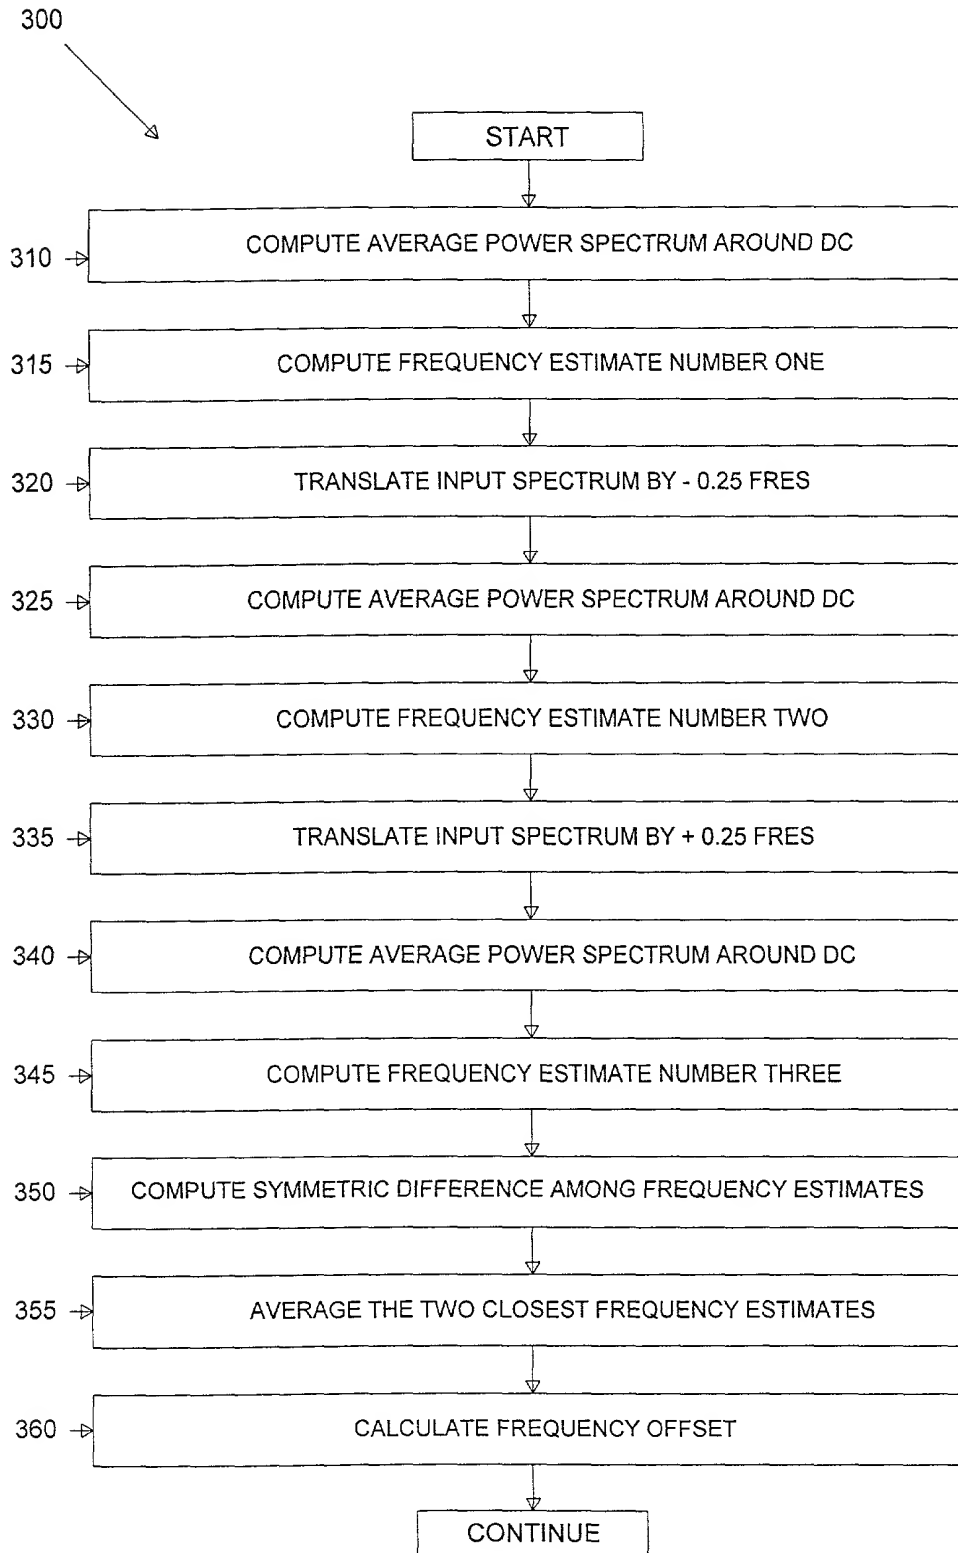 300
START
310 COMPUTE AVERAGE POWER SPECTRUM AROUND DC
315 COMPUTE FREQUENCY ESTIMATE NUMBER ONE
320 TRANSLATE INPUT SPECTRUM BY - 0.25 FRES
325 COMPUTE AVERAGE POWER SPECTRUM AROUND DC
330 COMPUTE FREQUENCY ESTIMATE NUMBER TWO
335 TRANSLATE INPUT SPECTRUM BY + 0.25 FRES
340 COMPUTE AVERAGE POWER SPECTRUM AROUND DC
345 COMPUTE FREQUENCY ESTIMATE NUMBER THREE
350 COMPUTE SYMMETRIC DIFFERENCE AMONG FREQUENCY ESTIMATES
355 AVERAGE THE TWO CLOSEST FREQUENCY ESTIMATES
360 CALCULATE FREQUENCY OFFSET
CONTINUE